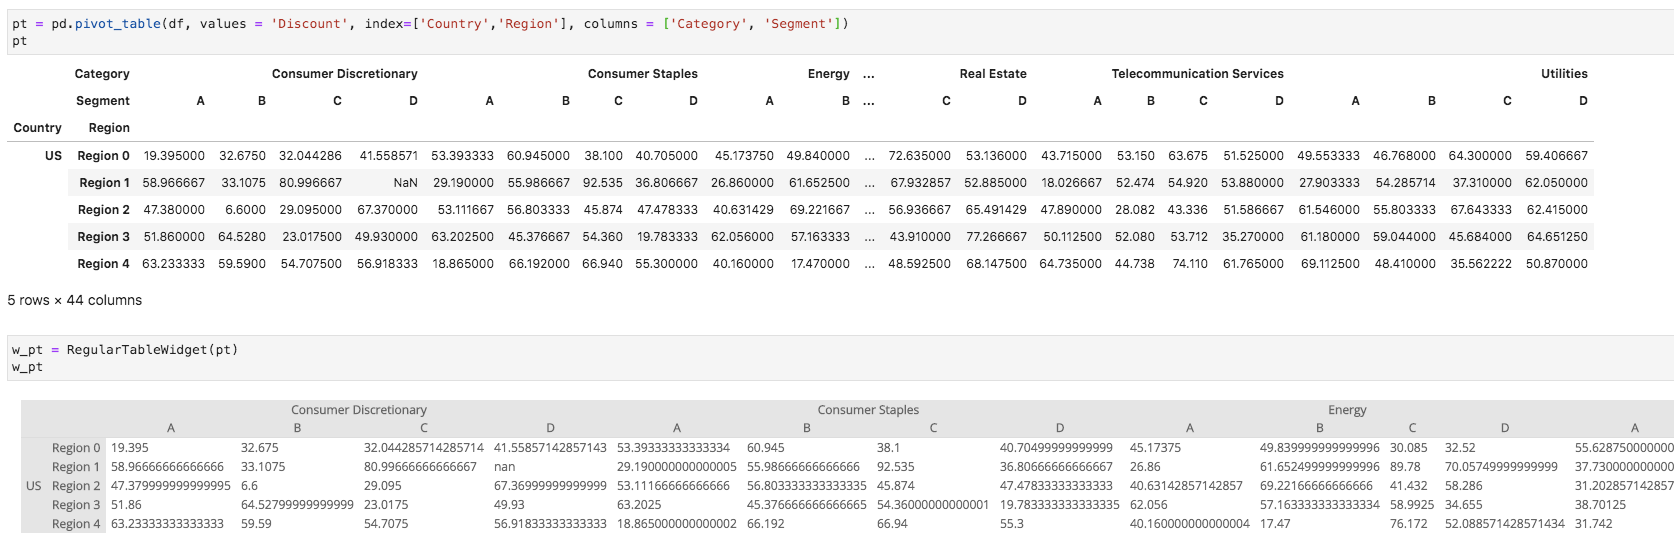 pt = pd.pivot_table(df, values = 'Discount', index=['Country','Region'], columns = ['Category', 'Segment'])
pt
Category Consumer Discretionary Consumer Staples Energy ... Real Estate Telecommunication Services Utilities
Segment A B C D A B C D A B ... C D A B C D A B C D
Country Region
US Region 0 19.395000 32.6750 32.044286 41.558571 53.393333 60.945000 38.100 40.705000 45.173750 49.840000 ... 72.635000 53.136000 43.715000 53.150 63.675 51.525000 49.553333 46.768000 64.300000 59.406667
Region 1 58.966667 33.1075 80.996667 NaN 29.190000 55.986667 92.535 36.806667 26.860000 61.652500 ... 67.932857 52.885000 18.026667 52.474 54.920 53.880000 27.903333 54.285714 37.310000 62.050000
Region 2 47.380000 6.6000 29.095000 67.370000 53.111667 56.803333 45.874 47.478333 40.631429 69.221667 ... 56.936667 65.491429 47.890000 28.082 43.336 51.586667 61.546000 55.803333 67.643333 62.415000
Region 3 51.860000 64.5280 23.017500 49.930000 63.202500 45.376667 54.360 19.783333 62.056000 57.163333 ... 43.910000 77.266667 50.112500 52.080 53.712 35.270000 61.180000 59.044000 45.684000 64.651250
Region 4 63.233333 59.5900 54.707500 56.918333 18.865000 66.192000 66.940 55.300000 40.160000 17.470000 ... 48.592500 68.147500 64.735000 44.738 74.110 61.765000 69.112500 48.410000 35.562222 50.870000
5 rows × 44 columns
w_pt = RegularTableWidget(pt)
w_pt
Consumer Discretionary Consumer Staples Energy
A B C D A B C D A B C D A
Region 0 19.395 32.675 32.044285714285714 41.55857142857143 53.39333333333334 60.945 38.1 40.70499999999999 45.17375 49.839999999999996 30.085 32.52 55.628750000000
Region 1 58.96666666666666 33.1075 80.99666666666667 nan 29.190000000000005 55.98666666666666 92.535 36.80666666666667 26.86 61.652499999999996 89.78 70.05749999999999 37.730000000000
US Region 2 47.379999999999995 6.6 29.095 67.36999999999999 53.11166666666666 56.803333333333335 45.874 47.47833333333333 40.63142857142857 69.22166666666666 41.432 58.286 31.202857142857
Region 3 51.86 64.52799999999999 23.0175 49.93 63.2025 45.376666666666665 54.36000000000001 19.783333333333335 62.056 57.163333333333334 58.9925 34.655 38.70125
Region 4 63.23333333333333 59.59 54.7075 56.91833333333333 18.865000000000002 66.192 66.94 55.3 40.160000000000004 17.47 76.172 52.088571428571434 31.742